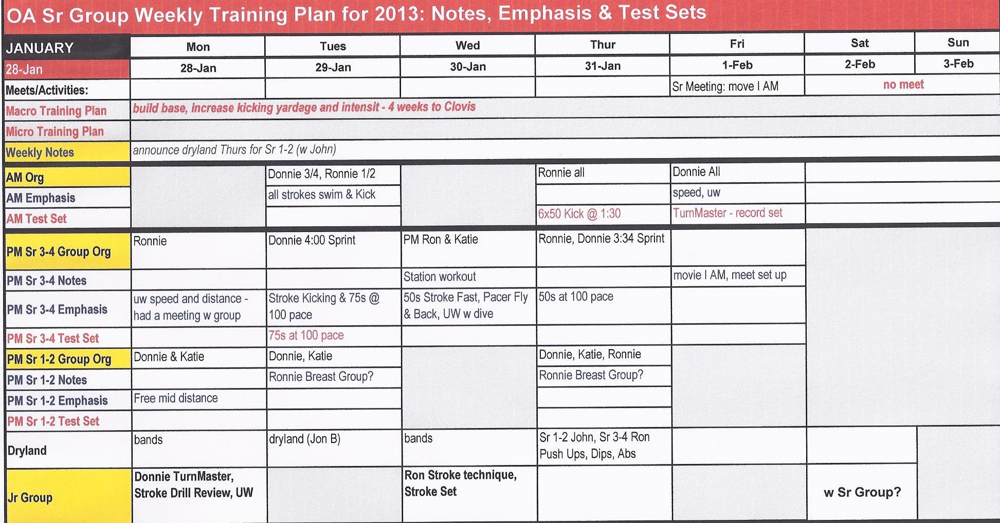 OA Sr Group Weekly Training Plan for 2013: Notes, Emphasis & Test Sets
JANUARY Mon Tues Wed Thur Fri Sat Sun
28-Jan 28-Jan 29-Jan 30-Jan 31-Jan 1-Feb 2-Feb 3-Feb
Meets/Activities: Sr Meeting: move I AM no meet
Macro Training Plan build base, increase kicking yardage and intensit - 4 weeks to Clovis
Micro Training Plan
Weekly Notes announce dryland Thurs for Sr 1-2 (w John)
AM Org Donnie 3/4, Ronnie 1/2 Ronnie all Donnie All
AM Emphasis all strokes swim & Kick speed, uw
AM Test Set 6x50 Kick @ 1:30 TurnMaster - record set
PM Sr 3-4 Group Org Ronnie Donnie 4:00 Sprint PM Ron & Katie Ronnie, Donnie 3:34 Sprint
PM Sr 3-4 Notes Station workout movie I AM, meet set up
PM Sr 3-4 Emphasis
uw speed and distance -
had a meeting w group
Stroke Kicking & 75s @
100 pace
50s Stroke Fast, Pacer Fly
& Back, UW w dive
50s at 100 pace
PM Sr 3-4 Test Set 75s at 100 pace
PM Sr 1-2 Group Org Donnie & Katie Donnie, Katie Donnie, Katie, Ronnie
PM Sr 1-2 Notes Ronnie Breast Group? Ronnie Breast Group?
PM Sr 1-2 Emphasis Free mid distance
PM Sr 1-2 Test Set
Dryland bands dryland (Jon B) bands
Sr 1-2 John, Sr 3-4 Ron
Push Ups, Dips, Abs
Jr Group
Donnie TurnMaster,
Stroke Drill Review, UW
Ron Stroke technique,
Stroke Set
w Sr Group?